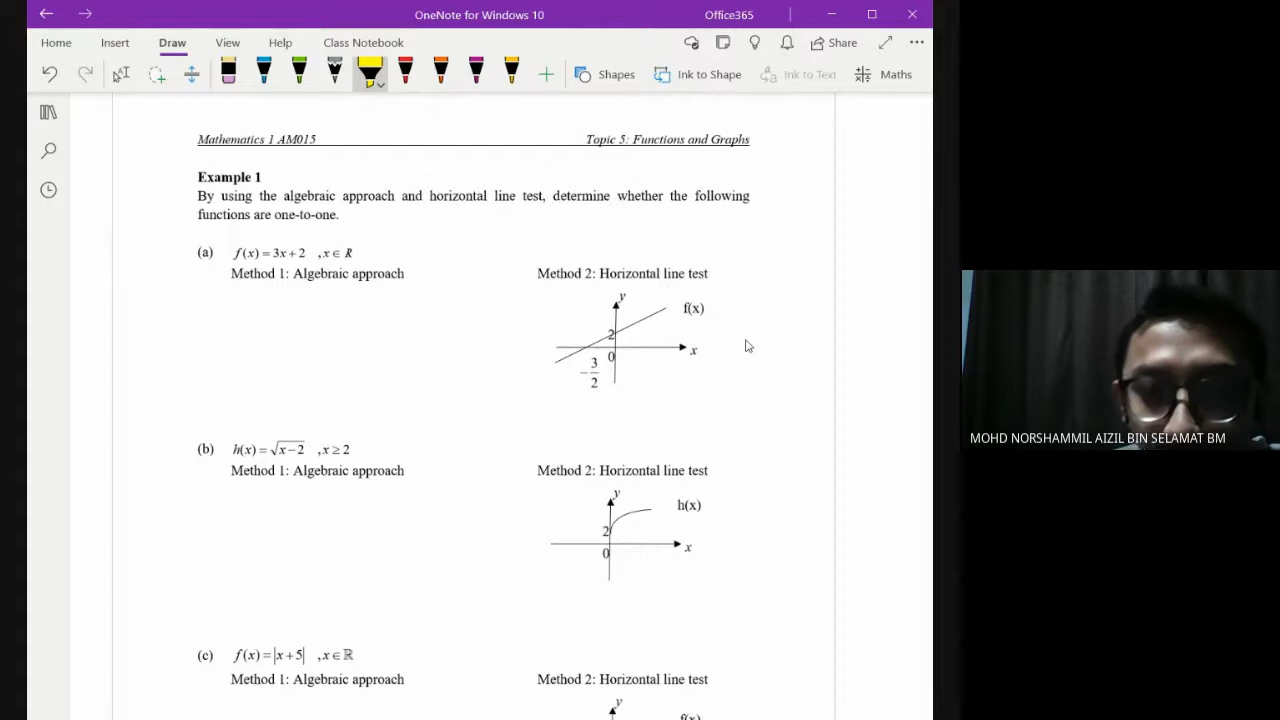 OneNote for Windows 10
Office365
Home Insert Draw View Help Class Notebook
Share
Shapes Ink to Shape Ink to Text Maths
Mathematics 1 AM015 Topic 5: Functions and Graphs
Example 1
By using the algebraic approach and horizontal line test, determine whether the following
functions are one-to-one.
(a) f(x) = 3x + 2 , x ∈ R
Method 1: Algebraic approach Method 2: Horizontal line test
y
f(x)
2
0
x
-3/2
(b) h(x) = √(x−2) , x ≥ 2
Method 1: Algebraic approach Method 2: Horizontal line test
y
h(x)
2
0
x
(c) f(x) = |x + 5| , x ∈ ℝ
Method 1: Algebraic approach Method 2: Horizontal line test
y
f(x)
MOHD NORSHAMMIL AIZIL BIN SELAMAT BM